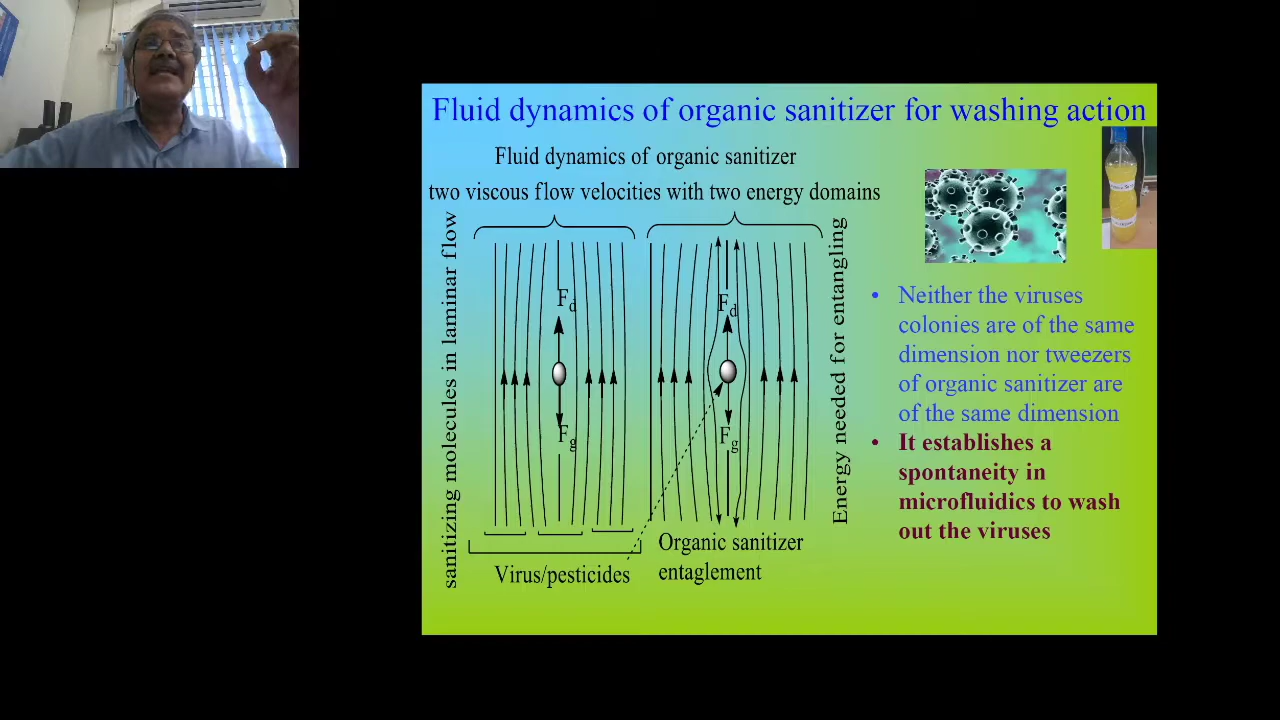 Fluid dynamics of organic sanitizer for washing action
Fluid dynamics of organic sanitizer
two viscous flow velocities with two energy domains
sanitizing molecules in laminar flow
Fd
Fg
Fd
Fg
Energy needed for entangling
Virus/pesticides
Organic sanitizer
entaglement
• Neither the viruses
colonies are of the same
dimension nor tweezers
of organic sanitizer are
of the same dimension
• It establishes a
spontaneity in
microfluidics to wash
out the viruses